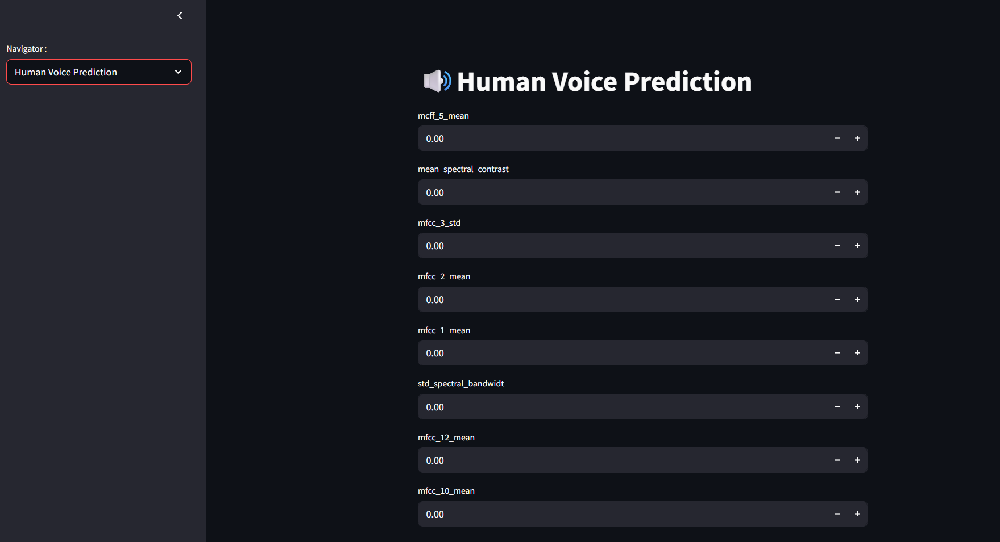 Navigator :
Human Voice Prediction
Human Voice Prediction
mcff_5_mean
0.00
mean_spectral_contrast
0.00
mfcc_3_std
0.00
mfcc_2_mean
0.00
mfcc_1_mean
0.00
std_spectral_bandwidt
0.00
mfcc_12_mean
0.00
mfcc_10_mean
0.00